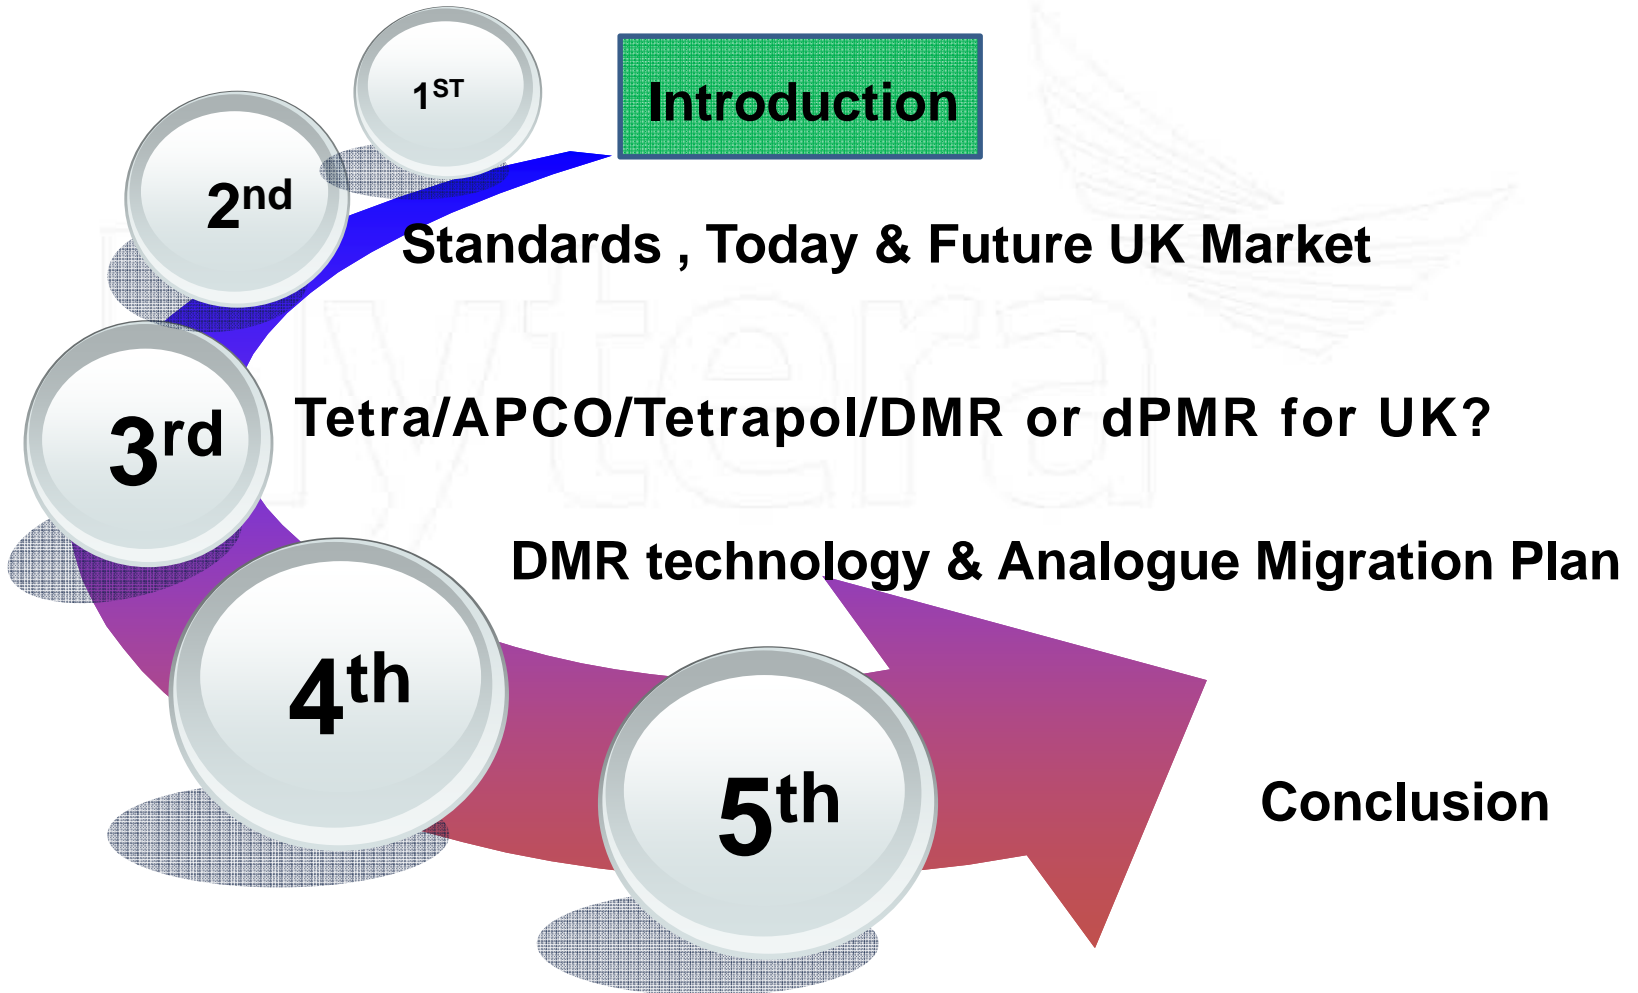 1ST
Introduction
2nd
Standards , Today & Future UK Market
3rd
Tetra/APCO/Tetrapol/DMR or dPMR for UK?
4th
DMR technology & Analogue Migration Plan
5th
Conclusion
Hytera